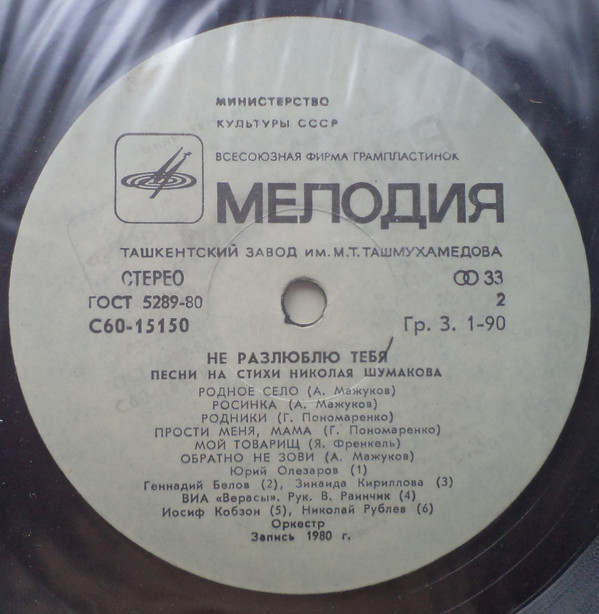 МИНИСТЕРСТВО
КУЛЬТУРЫ СССР
ВСЕСОЮЗНАЯ ФИРМА ГРАМПЛАСТИНОК
МЕЛОДИЯ
ТАШКЕНТСКИЙ ЗАВОД ИМ. М.Т. ТАШМУХАМЕДОВА
СТЕРЕО 33
ГОСТ 5289-80 2
С60-15150 Гр. 3. 1-90
НЕ РАЗЛЮБЛЮ ТЕБЯ
ПЕСНИ НА СТИХИ НИКОЛАЯ ШУМАКОВА
РОДНОЕ СЕЛО (А. Мажуков)
РОСИНКА (А. Мажуков)
РОДНИКИ (Г. Пономаренко)
ПРОСТИ МЕНЯ, МАМА (Г. Пономаренко)
МОЙ ТОВАРИЩ (Я. Френкель)
ОБРАТНО НЕ ЗОВИ (А. Мажуков)
Юрий Олезаров (1)
Геннадий Белов (2), Зинаида Кириллова (3)
ВИА «Верасы». Рук. В. Раинчик (4)
Иосиф Кобзон (5), Николай Рублев (6)
Оркестр
Запись 1980 г.